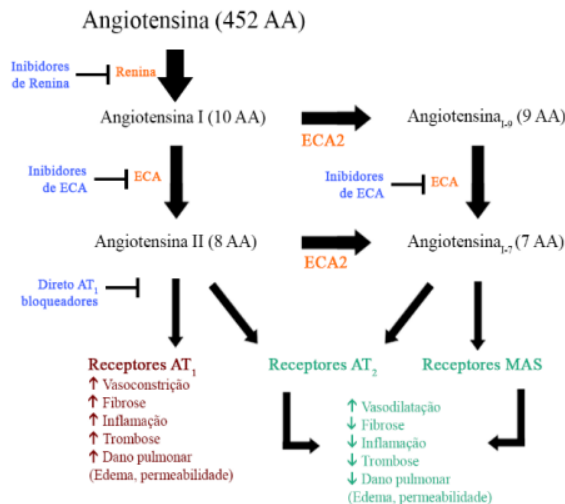 Angiotensina (452 AA)
Inibidores
de Renina
Renina
Angiotensina I (10 AA)
ECA2
Angiotensina₁₋₉ (9 AA)
Inibidores
de ECA
ECA
Inibidores
de ECA
ECA
Angiotensina II (8 AA)
ECA2
Angiotensina₁₋₇ (7 AA)
Direto AT₁
bloqueadores
Receptores AT₁
↑ Vasoconstrição
↑ Fibrose
↑ Inflamação
↑ Trombose
↑ Dano pulmonar
(Edema, permeabilidade)
Receptores AT₂
Receptores MAS
↑ Vasodilatação
↓ Fibrose
↓ Inflamação
↓ Trombose
↓ Dano pulmonar
(Edema, permeabilidade)